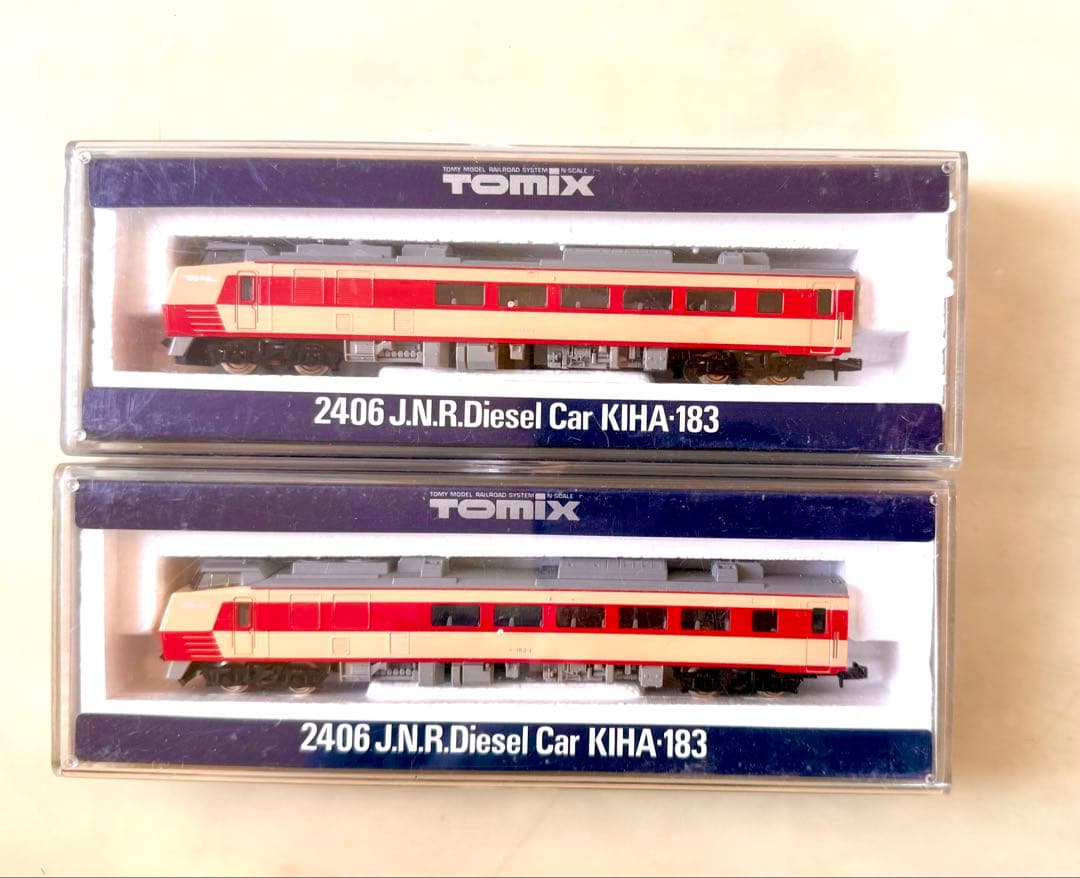 TOMY MODEL RAILROAD SYSTEM N-SCALE
TOMIX
2406 J.N.R.Diesel Car KIHA·183
TOMY MODEL RAILROAD SYSTEM N-SCALE
TOMIX
2406 J.N.R.Diesel Car KIHA·183